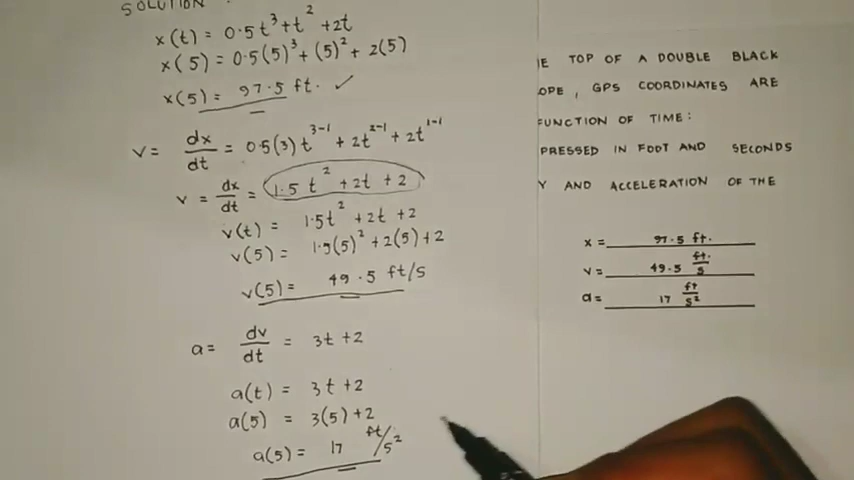 SOLUTION
x(t) = 0.5t³ + t² + 2t
x(5) = 0.5(5)³ + (5)² + 2(5)
x(5) = 97.5 ft. ✓
v = dx/dt = 0.5(3)t³⁻¹ + 2t²⁻¹ + 2t¹⁻¹
v = dx/dt = 1.5t² + 2t + 2
v(t) = 1.5t² + 2t + 2
v(5) = 1.5(5)² + 2(5) + 2
v(5) = 49.5 ft/s
a = dv/dt = 3t + 2
a(t) = 3t + 2
a(5) = 3(5) + 2
a(5) = 17 ft/s²
E TOP OF A DOUBLE BLACK
OPE, GPS COORDINATES ARE
FUNCTION OF TIME:
PRESSED IN FOOT AND SECONDS
Y AND ACCELERATION OF THE
x = 97.5 ft.
v = 49.5 ft./s
a = 17 ft/s²